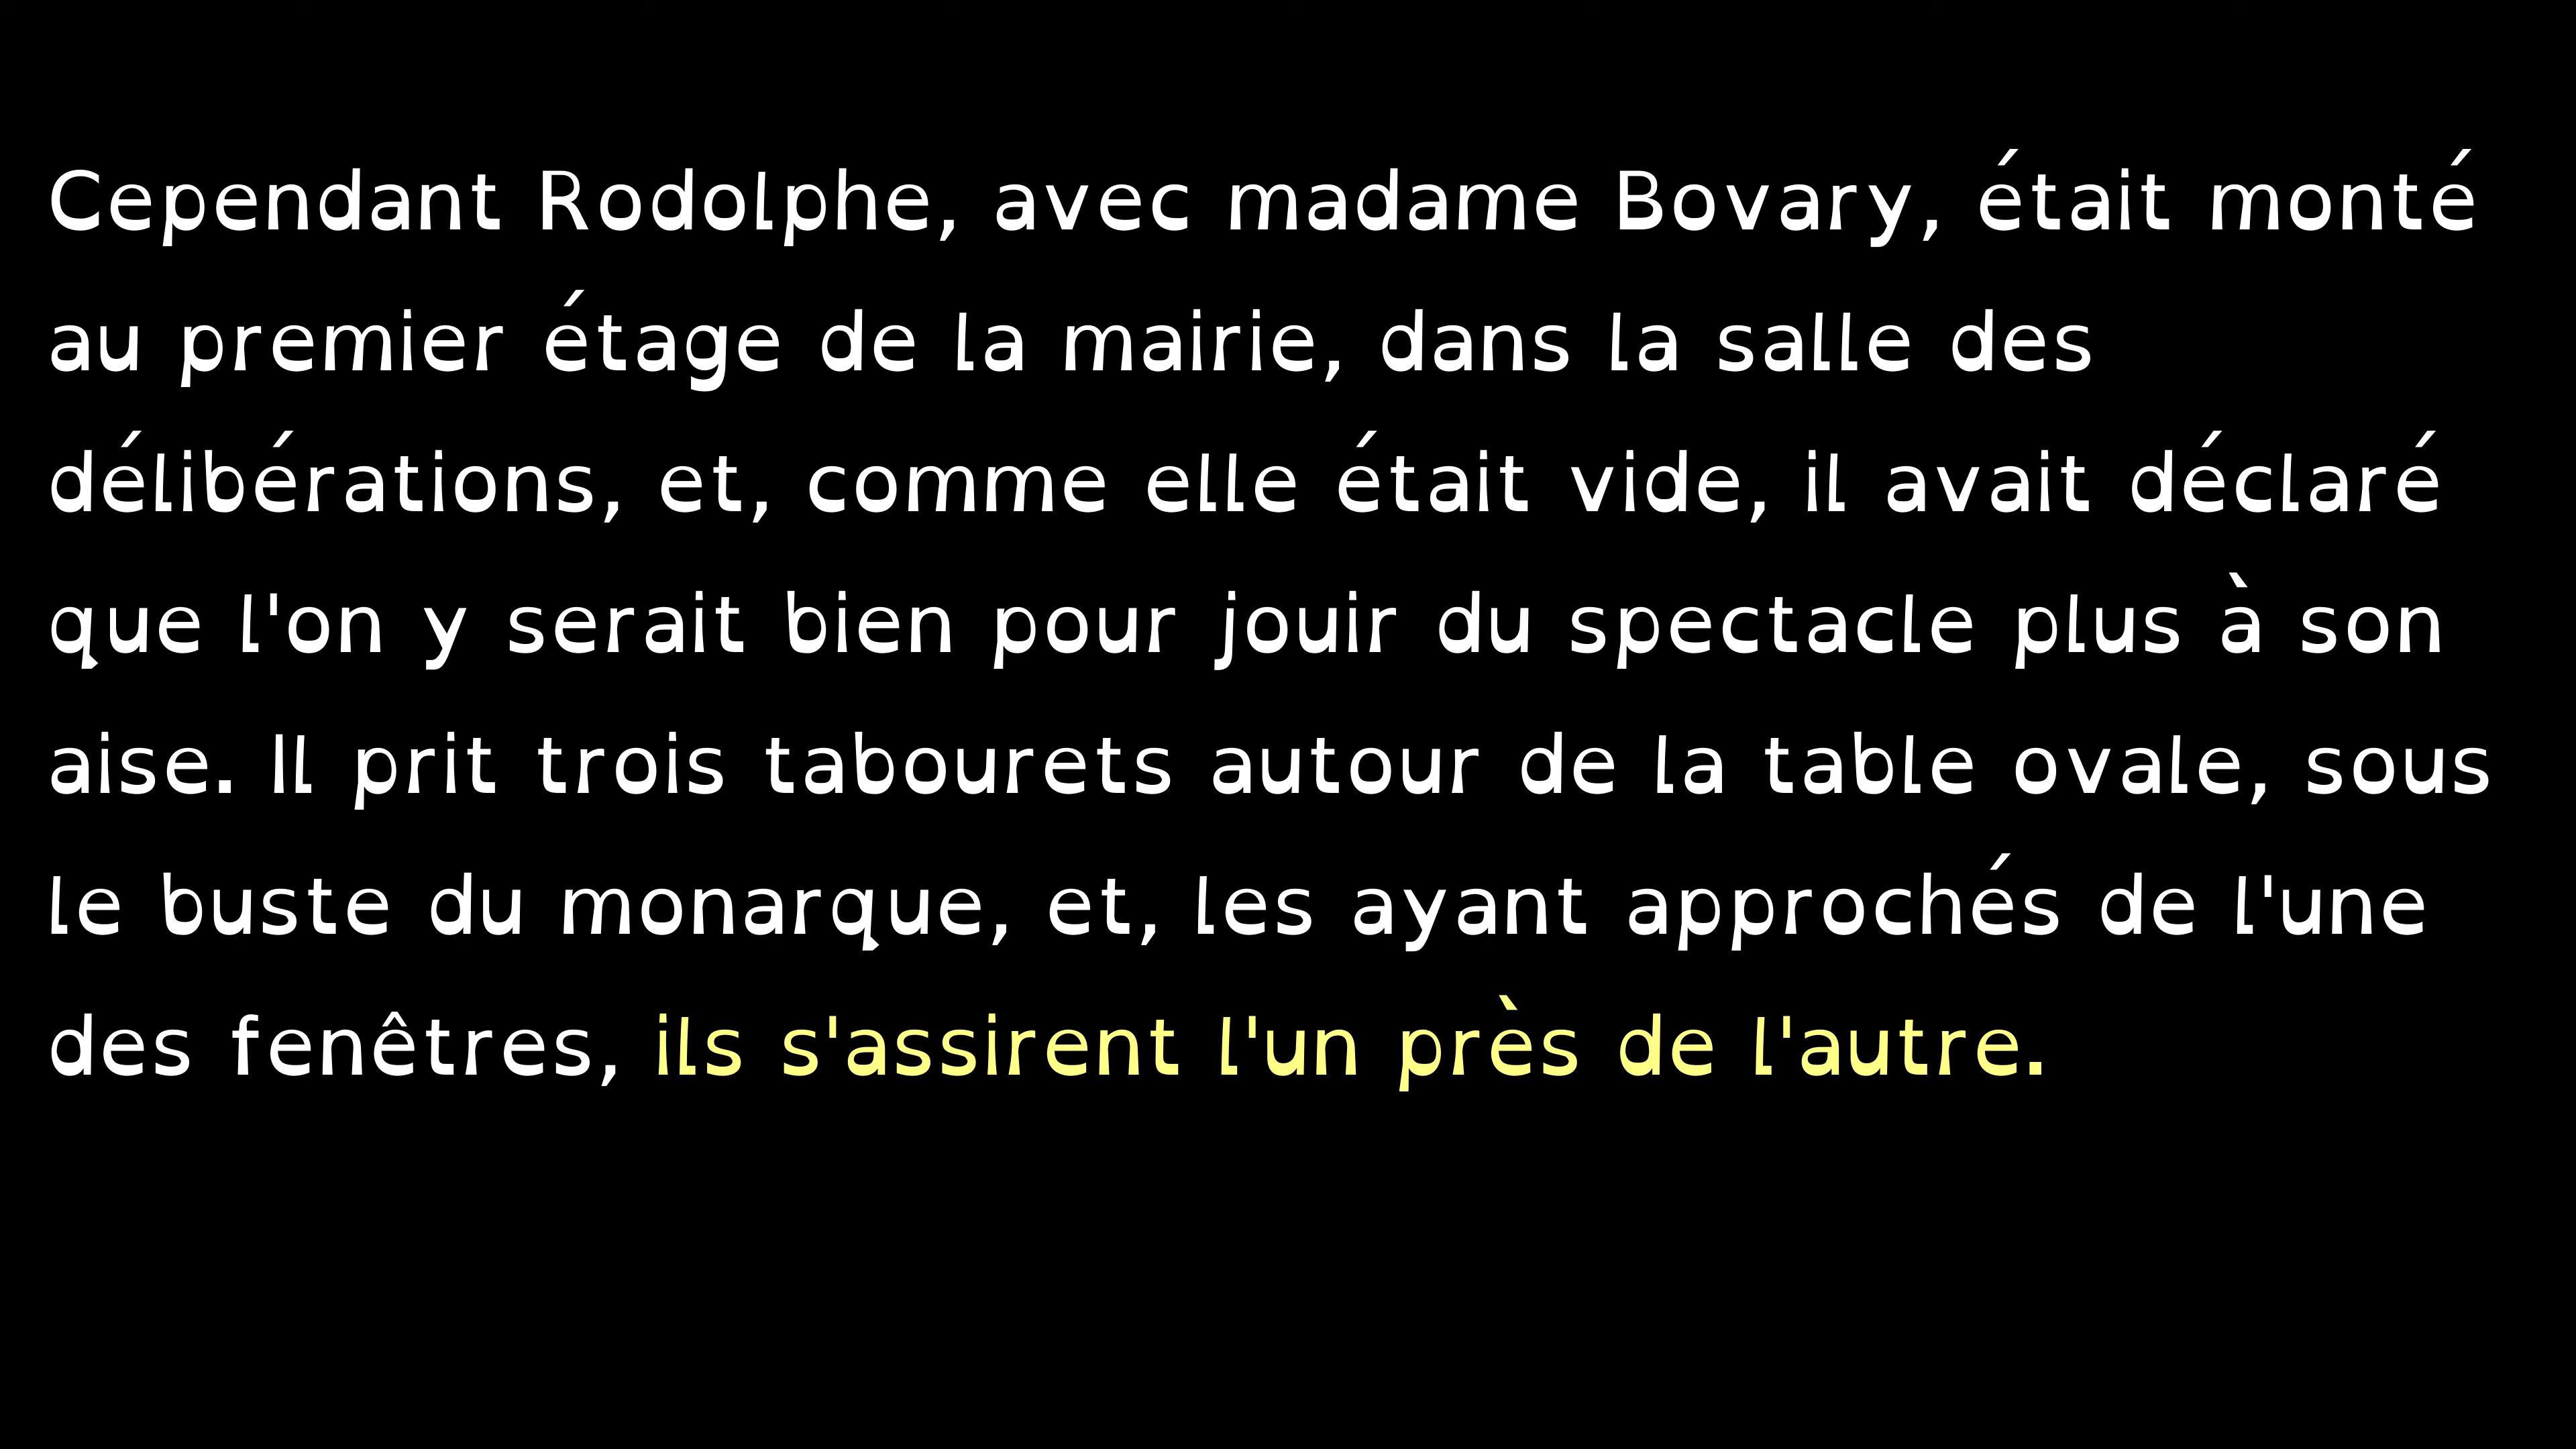 Cependant Rodolphe, avec madame Bovary, était monté
au premier étage de la mairie, dans la salle des
délibérations, et, comme elle était vide, il avait déclaré
que l'on y serait bien pour jouir du spectacle plus à son
aise. Il prit trois tabourets autour de la table ovale, sous
le buste du monarque, et, les ayant approchés de l'une
des fenêtres, ils s'assirent l'un près de l'autre.